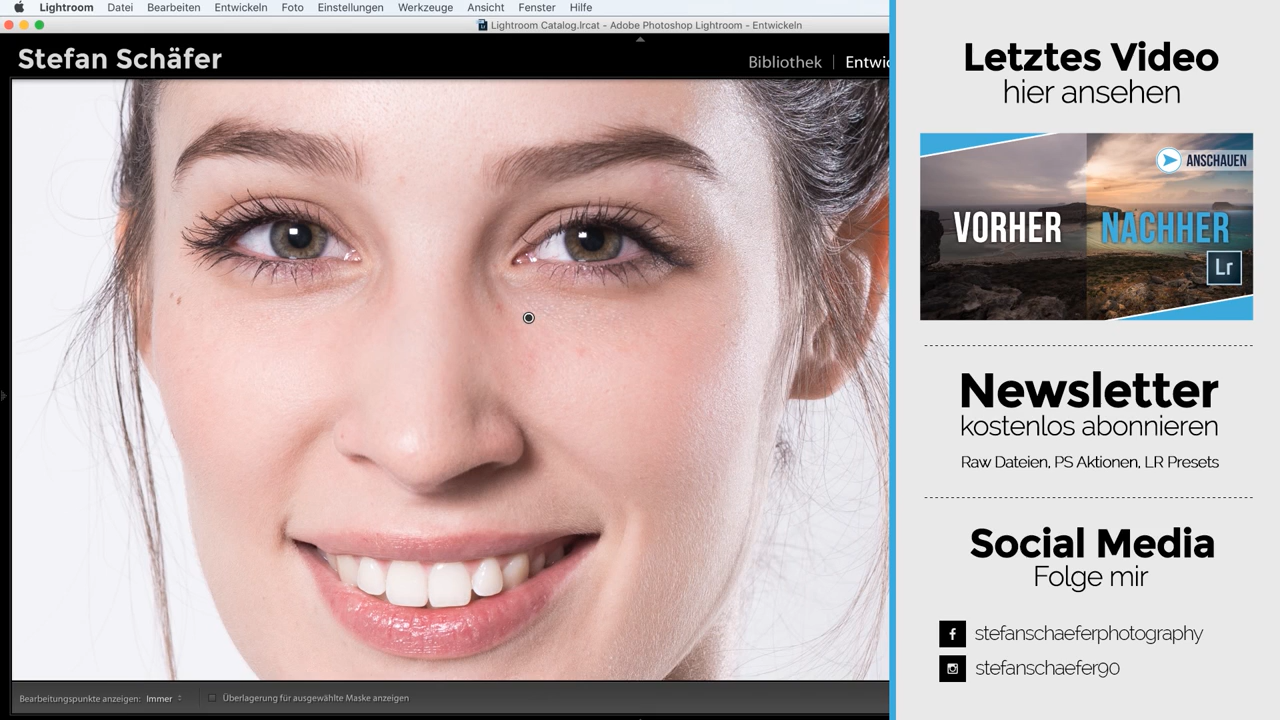 Lightroom Datei Bearbeiten Entwickeln Foto Einstellungen Werkzeuge Ansicht Fenster Hilfe
Lightroom Catalog.lrcat - Adobe Photoshop Lightroom - Entwickeln
Stefan Schäfer
Bibliothek | Entwic
Bearbeitungspunkte anzeigen: Immer
Überlagerung für ausgewählte Maske anzeigen
Letztes Video
hier ansehen
ANSCHAUEN
VORHER NACHHER
Lr
Newsletter
kostenlos abonnieren
Raw Dateien, PS Aktionen, LR Presets
Social Media
Folge mir
f stefanschaeferphotography
stefanschaefer90